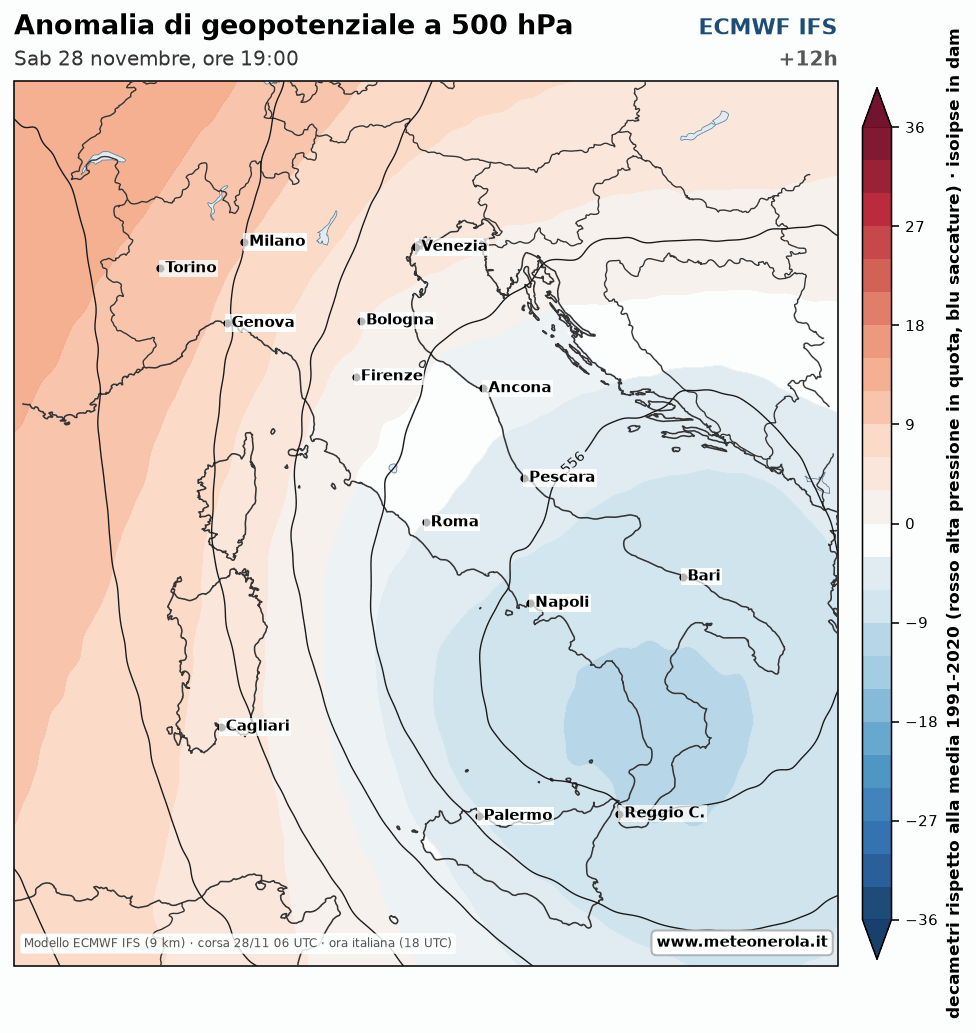 Anomalia di geopotenziale a 500 hPa
ECMWF IFS
Sab 28 novembre, ore 19:00
+12h
Milano
Venezia
Torino
Genova
Bologna
Firenze
Ancona
556
Pescara
Roma
Bari
Napoli
Cagliari
Palermo
Reggio C.
Modello ECMWF IFS (9 km) · corsa 28/11 06 UTC · ora italiana (18 UTC)
www.meteonerola.it
36
27
18
9
0
−9
−18
−27
−36
decametri rispetto alla media 1991-2020 (rosso alta pressione in quota, blu saccature) · isoipse in dam